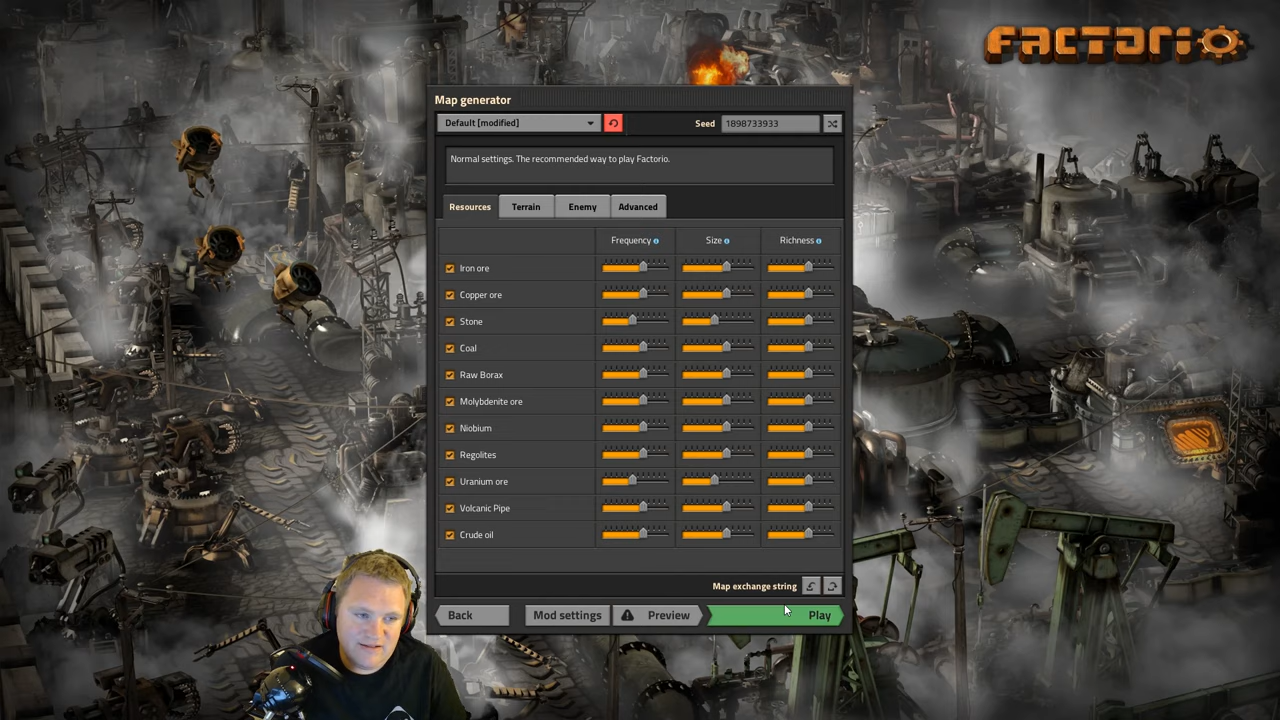 FACTORIO
Map generator
Default [modified]
Seed
1898733933
Normal settings. The recommended way to play Factorio.
Resources
Terrain
Enemy
Advanced
Frequency
Size
Richness
Iron ore
Copper ore
Stone
Coal
Raw Borax
Molybdenite ore
Niobium
Regolites
Uranium ore
Volcanic Pipe
Crude oil
Map exchange string
Back
Mod settings
Preview
Play